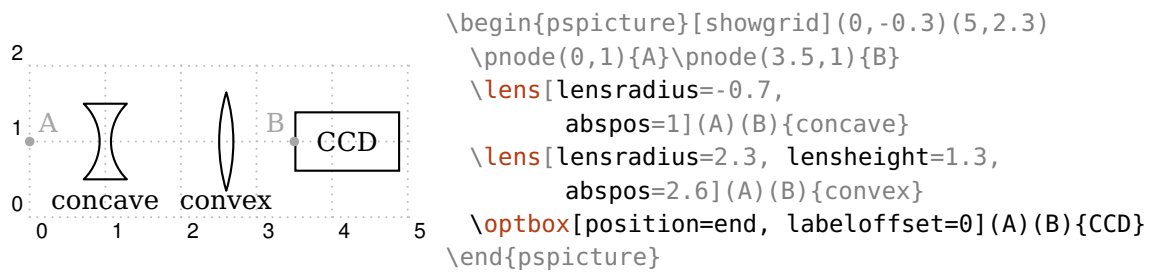 2
A
1
B
CCD
concave convex
0
0 1 2 3 4 5
\begin{pspicture}[showgrid](0,-0.3)(5,2.3)
\pnode(0,1){A}\pnode(3.5,1){B}
\lens[lensradius=-0.7,
abspos=1](A)(B){concave}
\lens[lensradius=2.3, lensheight=1.3,
abspos=2.6](A)(B){convex}
\optbox[position=end, labeloffset=0](A)(B){CCD}
\end{pspicture}